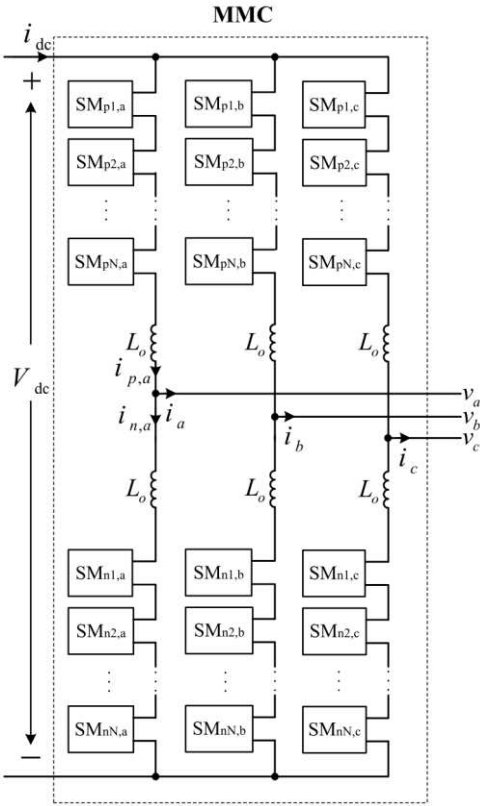 MMC
i_dc
+
SM_p1,a SM_p1,b SM_p1,c
SM_p2,a SM_p2,b SM_p2,c
SM_pN,a SM_pN,b SM_pN,c
L_o L_o L_o
i_p,a
V_dc
v_a
i_n,a i_a
v_b
i_b
v_c
i_c
L_o L_o L_o
SM_n1,a SM_n1,b SM_n1,c
SM_n2,a SM_n2,b SM_n2,c
SM_nN,a SM_nN,b SM_nN,c
−